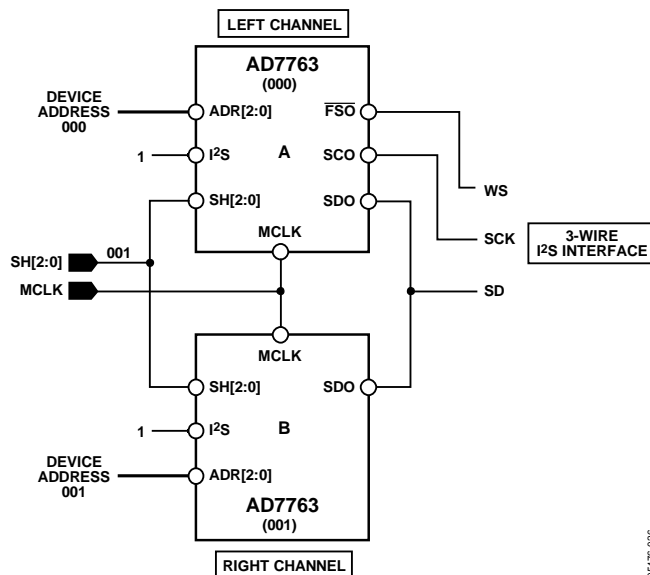 LEFT CHANNEL
AD7763
(000)
DEVICE
ADDRESS
000
ADR[2:0]
FSO
1
I²S
A
SCO
SH[2:0]
SDO
WS
MCLK
SCK
3-WIRE
I²S INTERFACE
SH[2:0]
001
MCLK
SD
MCLK
SH[2:0]
SDO
1
I²S
B
DEVICE
ADDRESS
001
ADR[2:0]
AD7763
(001)
RIGHT CHANNEL